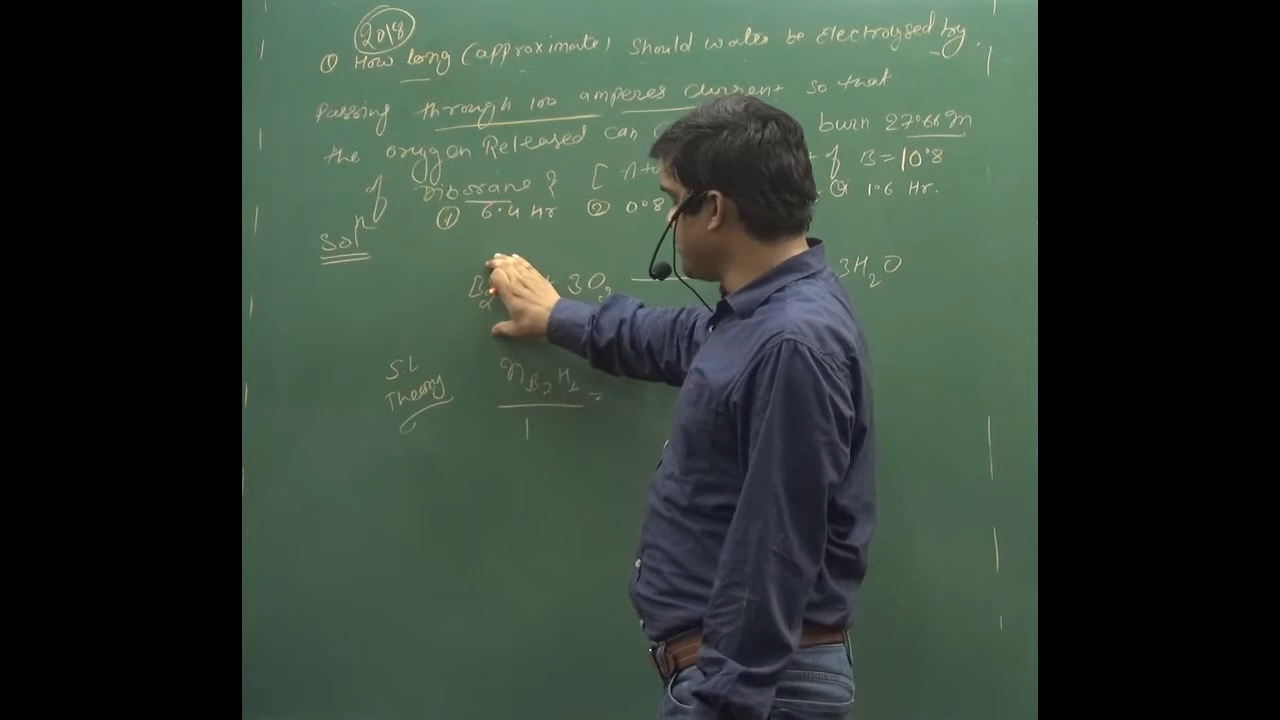 2018
Q How long (approximate) should water be Electrolysed by
Passing through 100 amperes current so that
the oxygen Released can burn 27.66 gm
of Diborane? [ of B = 10.8
Solⁿ ① 6.4 Hr ② 0.8 ④ 1.6 Hr.
+ 3O₂ 3H₂O
S.L n B₂H₆ =
Theory 1